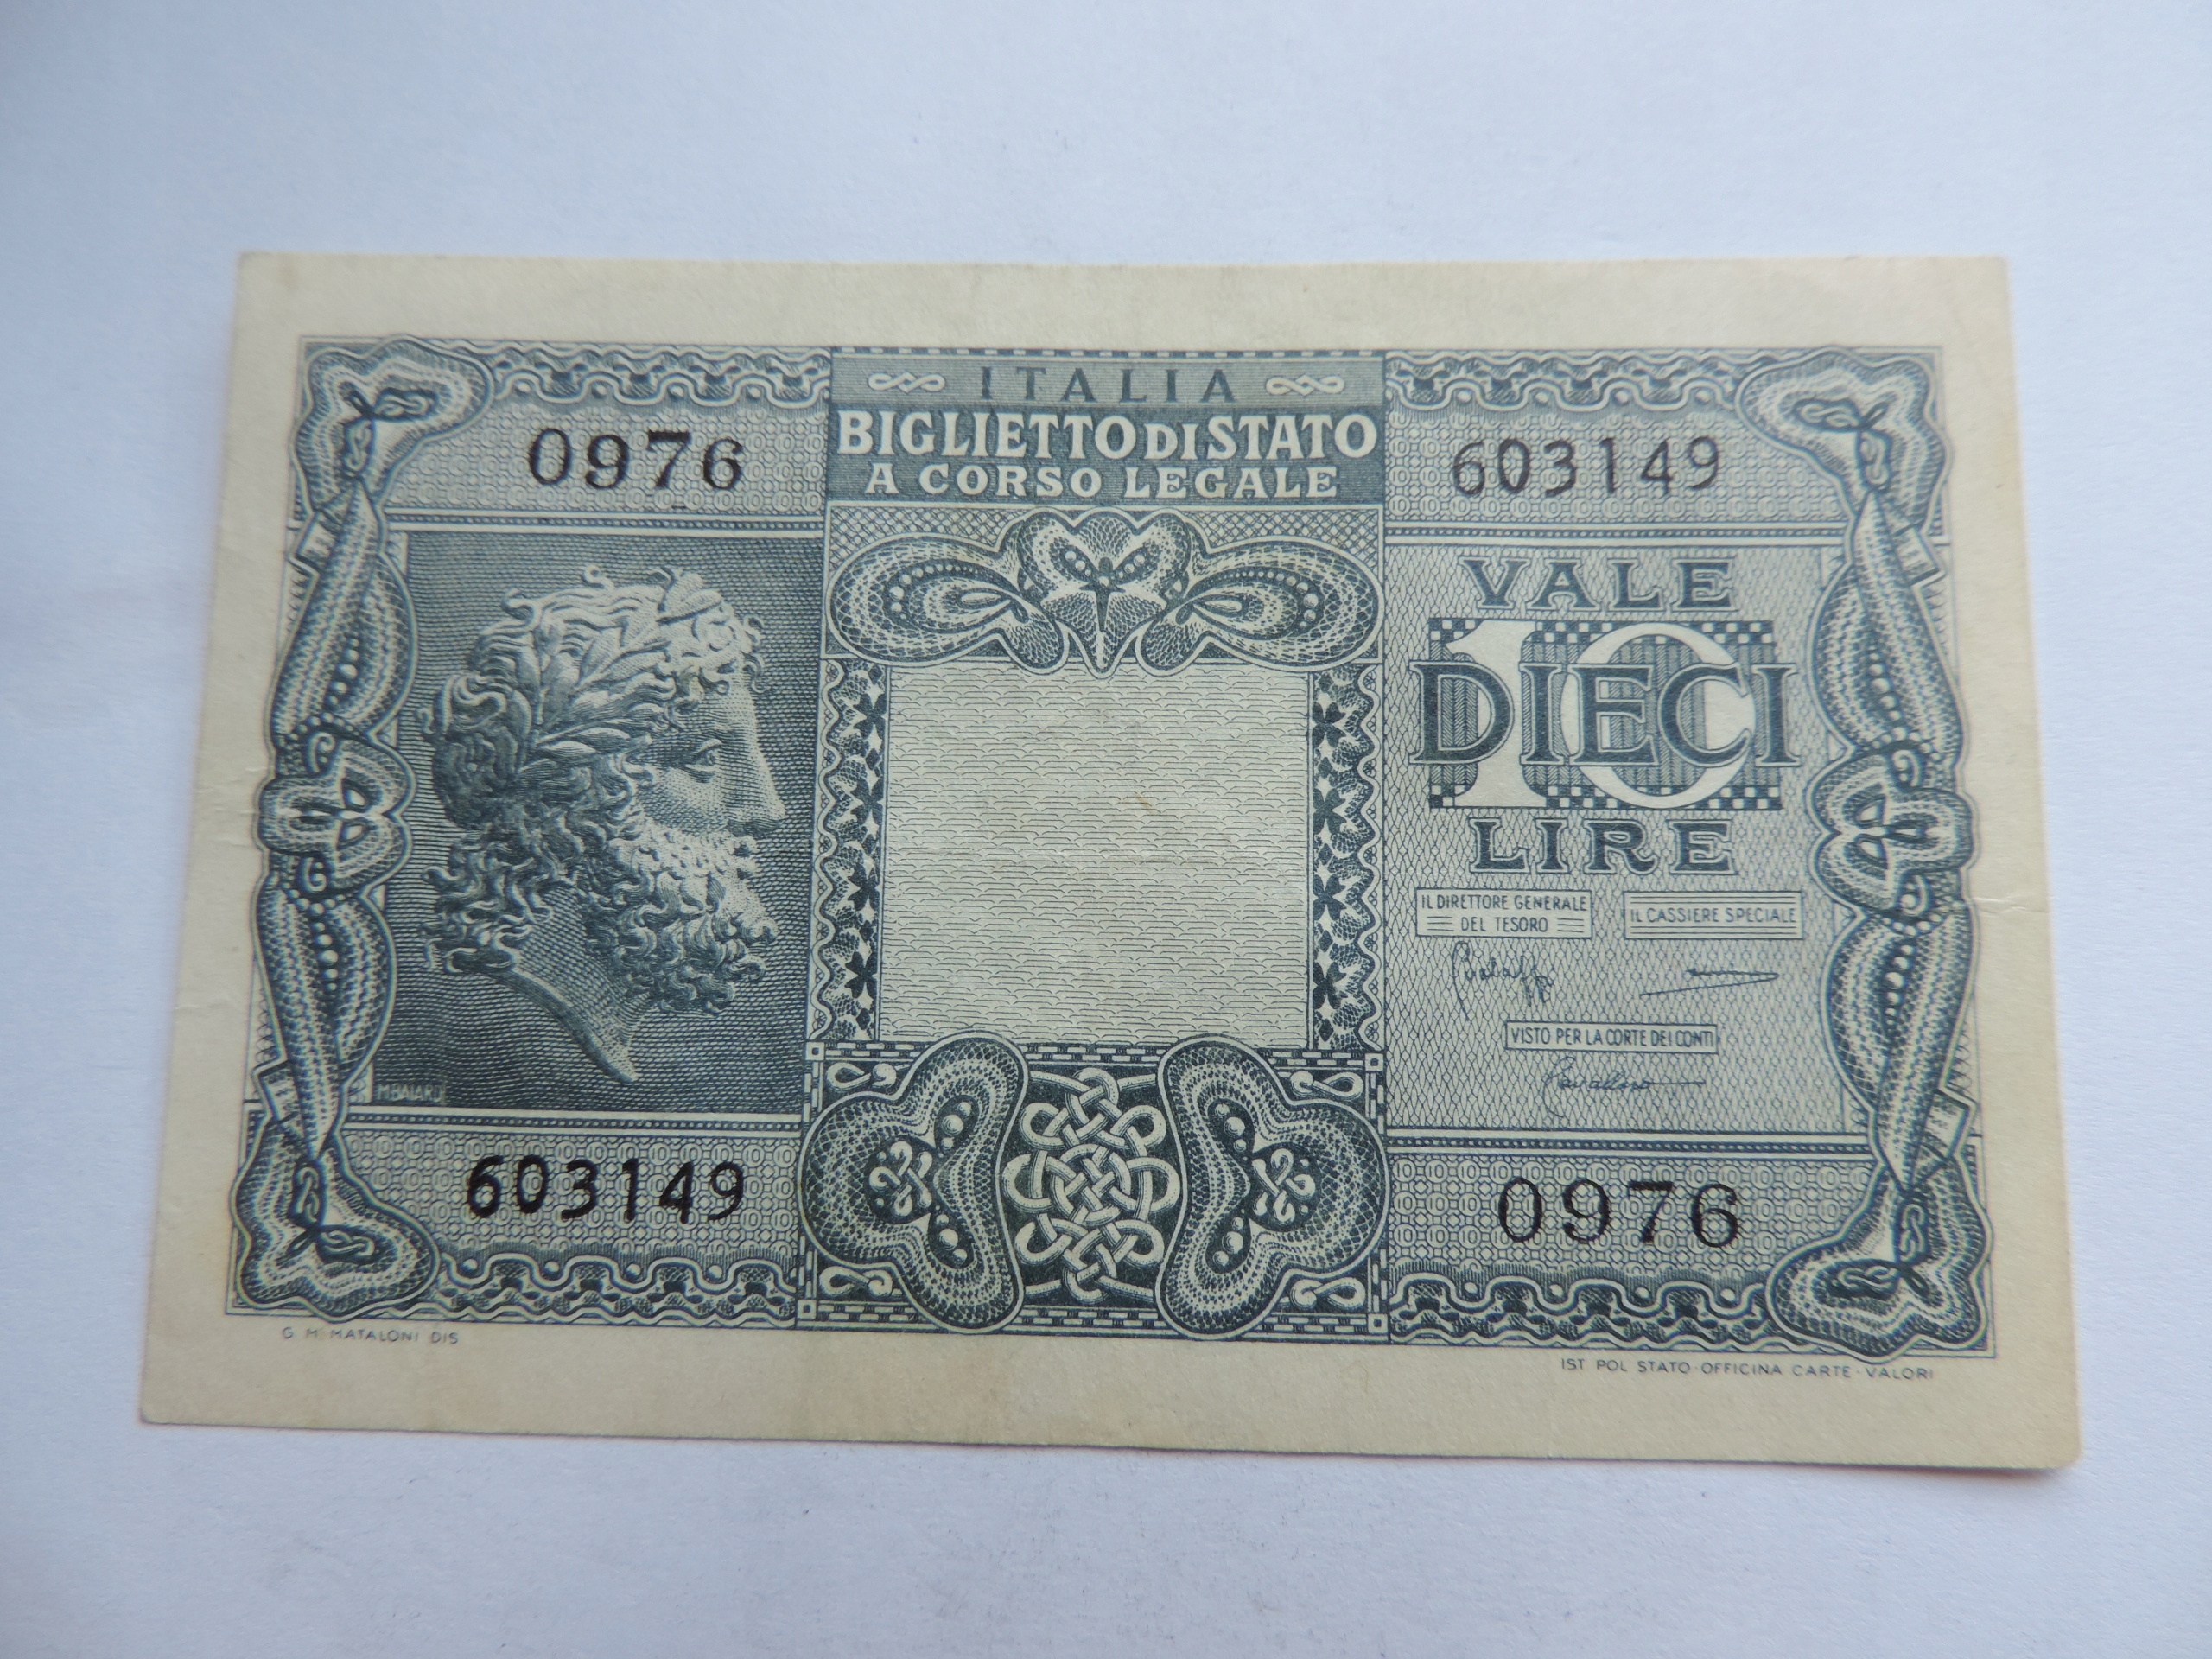 ITALIA
BIGLIETTO DI STATO
A CORSO LEGALE
0976
603149
VALE
10
DIECI
LIRE
IL DIRETTORE GENERALE
DEL TESORO
IL CASSIERE SPECIALE
VISTO PER LA CORTE DEI CONTI
M.BAIARDI
603149
0976
G. M. MATALONI DIS
IST POL STATO·OFFICINA CARTE-VALORI